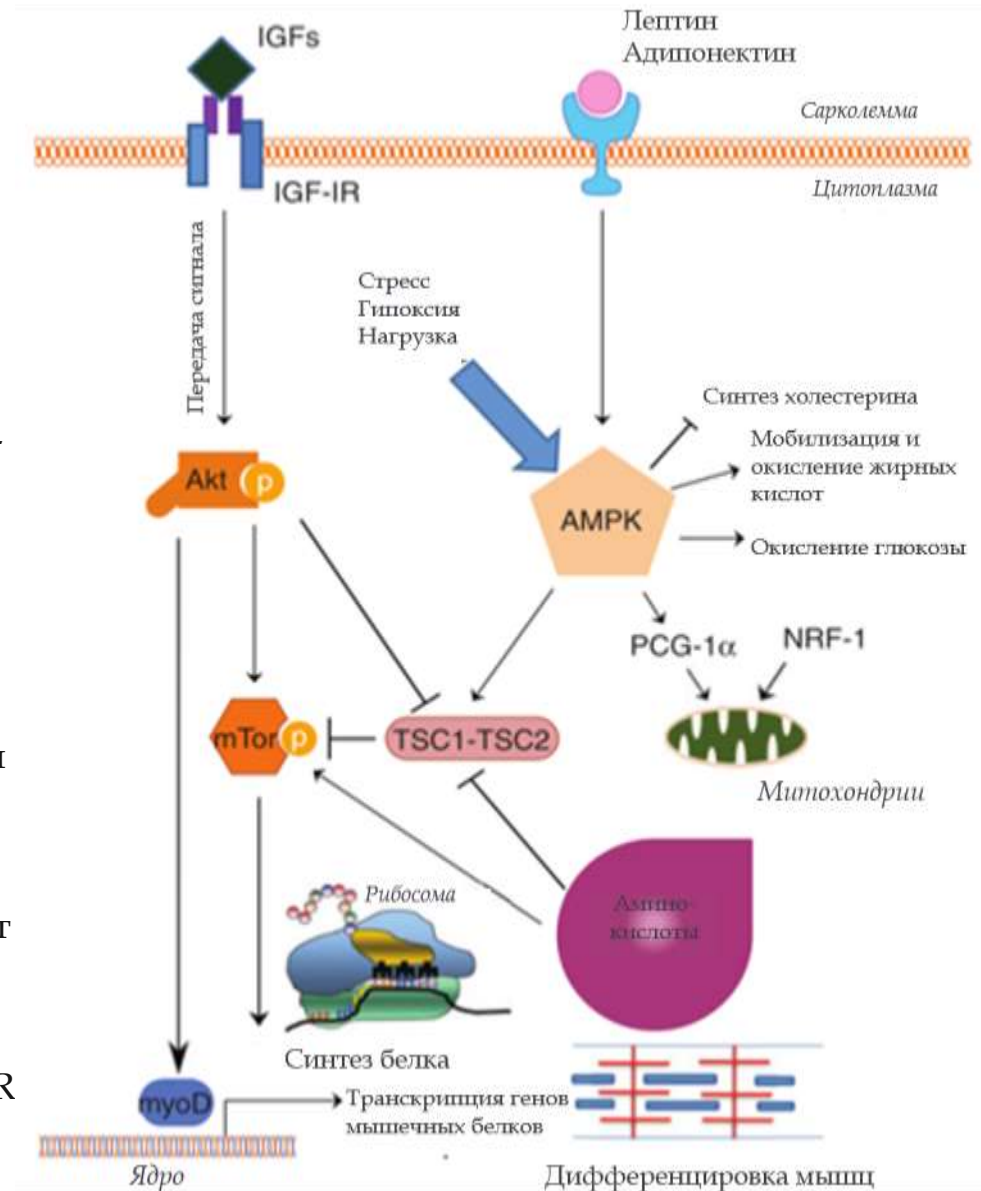 IGFs
Лептин
Адипонектин
Сарколемма
Цитоплазма
IGF-IR
Передача сигнала
Стресс
Гипоксия
Нагрузка
Синтез холестерина
Мобилизация и
окисление жирных
кислот
Akt p
AMPK
Окисление глюкозы
PCG-1α
NRF-1
mTor p
TSC1-TSC2
Митохондрии
Рибосома
Амино-
кислоты
Синтез белка
myoD
Транскрипция генов
мышечных белков
Ядро
Дифференцировка мышц
т
R